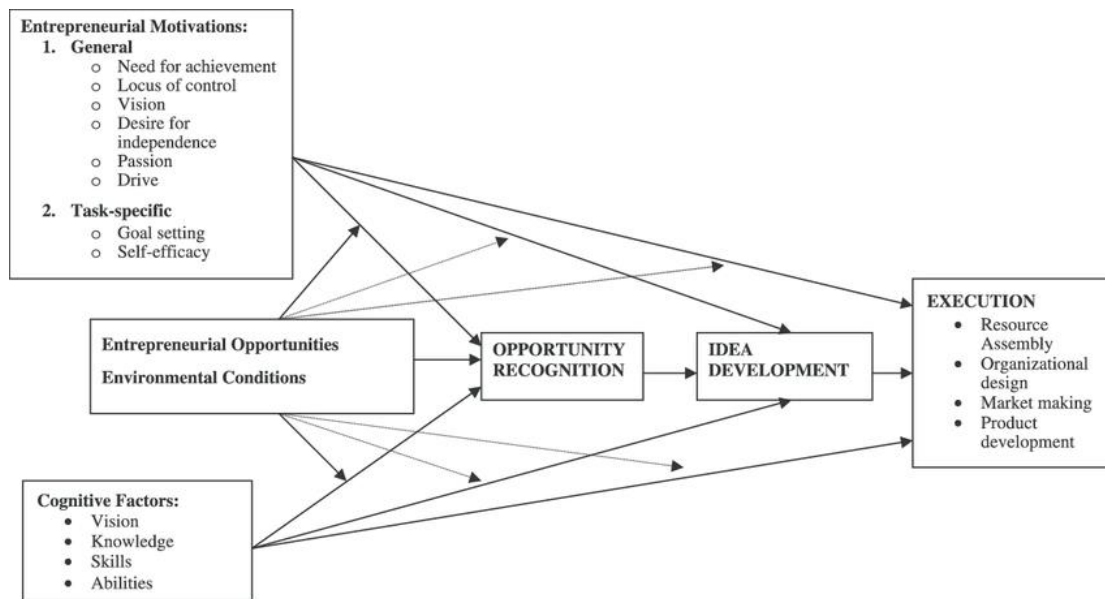 Entrepreneurial Motivations:
1. General
o Need for achievement
o Locus of control
o Vision
o Desire for
independence
o Passion
o Drive
2. Task-specific
o Goal setting
o Self-efficacy
Entrepreneurial Opportunities
Environmental Conditions
OPPORTUNITY
RECOGNITION
IDEA
DEVELOPMENT
EXECUTION
• Resource
Assembly
• Organizational
design
• Market making
• Product
development
Cognitive Factors:
• Vision
• Knowledge
• Skills
• Abilities